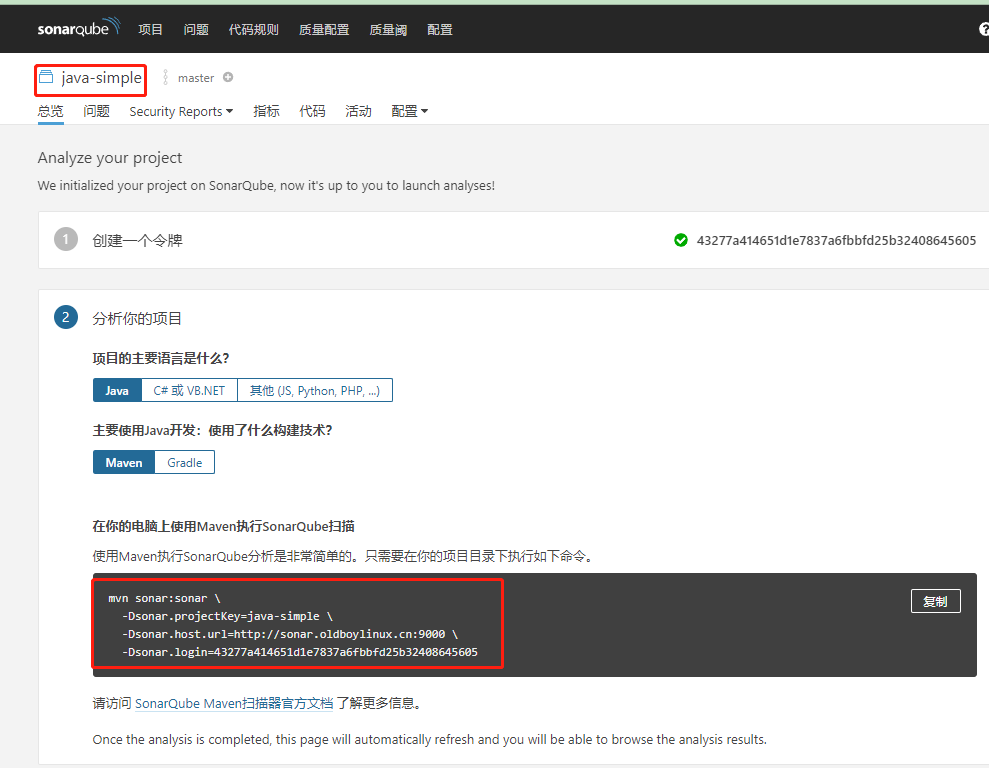 sonarqube 项目 问题 代码规则 质量配置 质量阈 配置 ?
java-simple master
总览 问题 Security Reports 指标 代码 活动 配置
Analyze your project
We initialized your project on SonarQube, now it's up to you to launch analyses!
1 创建一个令牌 43277a414651d1e7837a6fbbfd25b32408645605
2 分析你的项目
项目的主要语言是什么?
Java C# 或 VB.NET 其他 (JS, Python, PHP, ...)
主要使用Java开发：使用了什么构建技术?
Maven Gradle
在你的电脑上使用Maven执行SonarQube扫描
使用Maven执行SonarQube分析是非常简单的。只需要在你的项目目录下执行如下命令。
mvn sonar:sonar \
复制
-Dsonar.projectKey=java-simple \
-Dsonar.host.url=http://sonar.oldboylinux.cn:9000 \
-Dsonar.login=43277a414651d1e7837a6fbbfd25b32408645605
请访问 SonarQube Maven扫描器官方文档 了解更多信息。
Once the analysis is completed, this page will automatically refresh and you will be able to browse the analysis results.